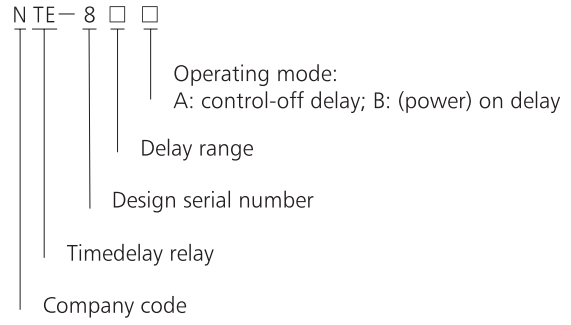 N TE— 8 □ □
Operating mode:
A: control-off delay; B: (power) on delay
Delay range
Design serial number
Timedelay relay
Company code